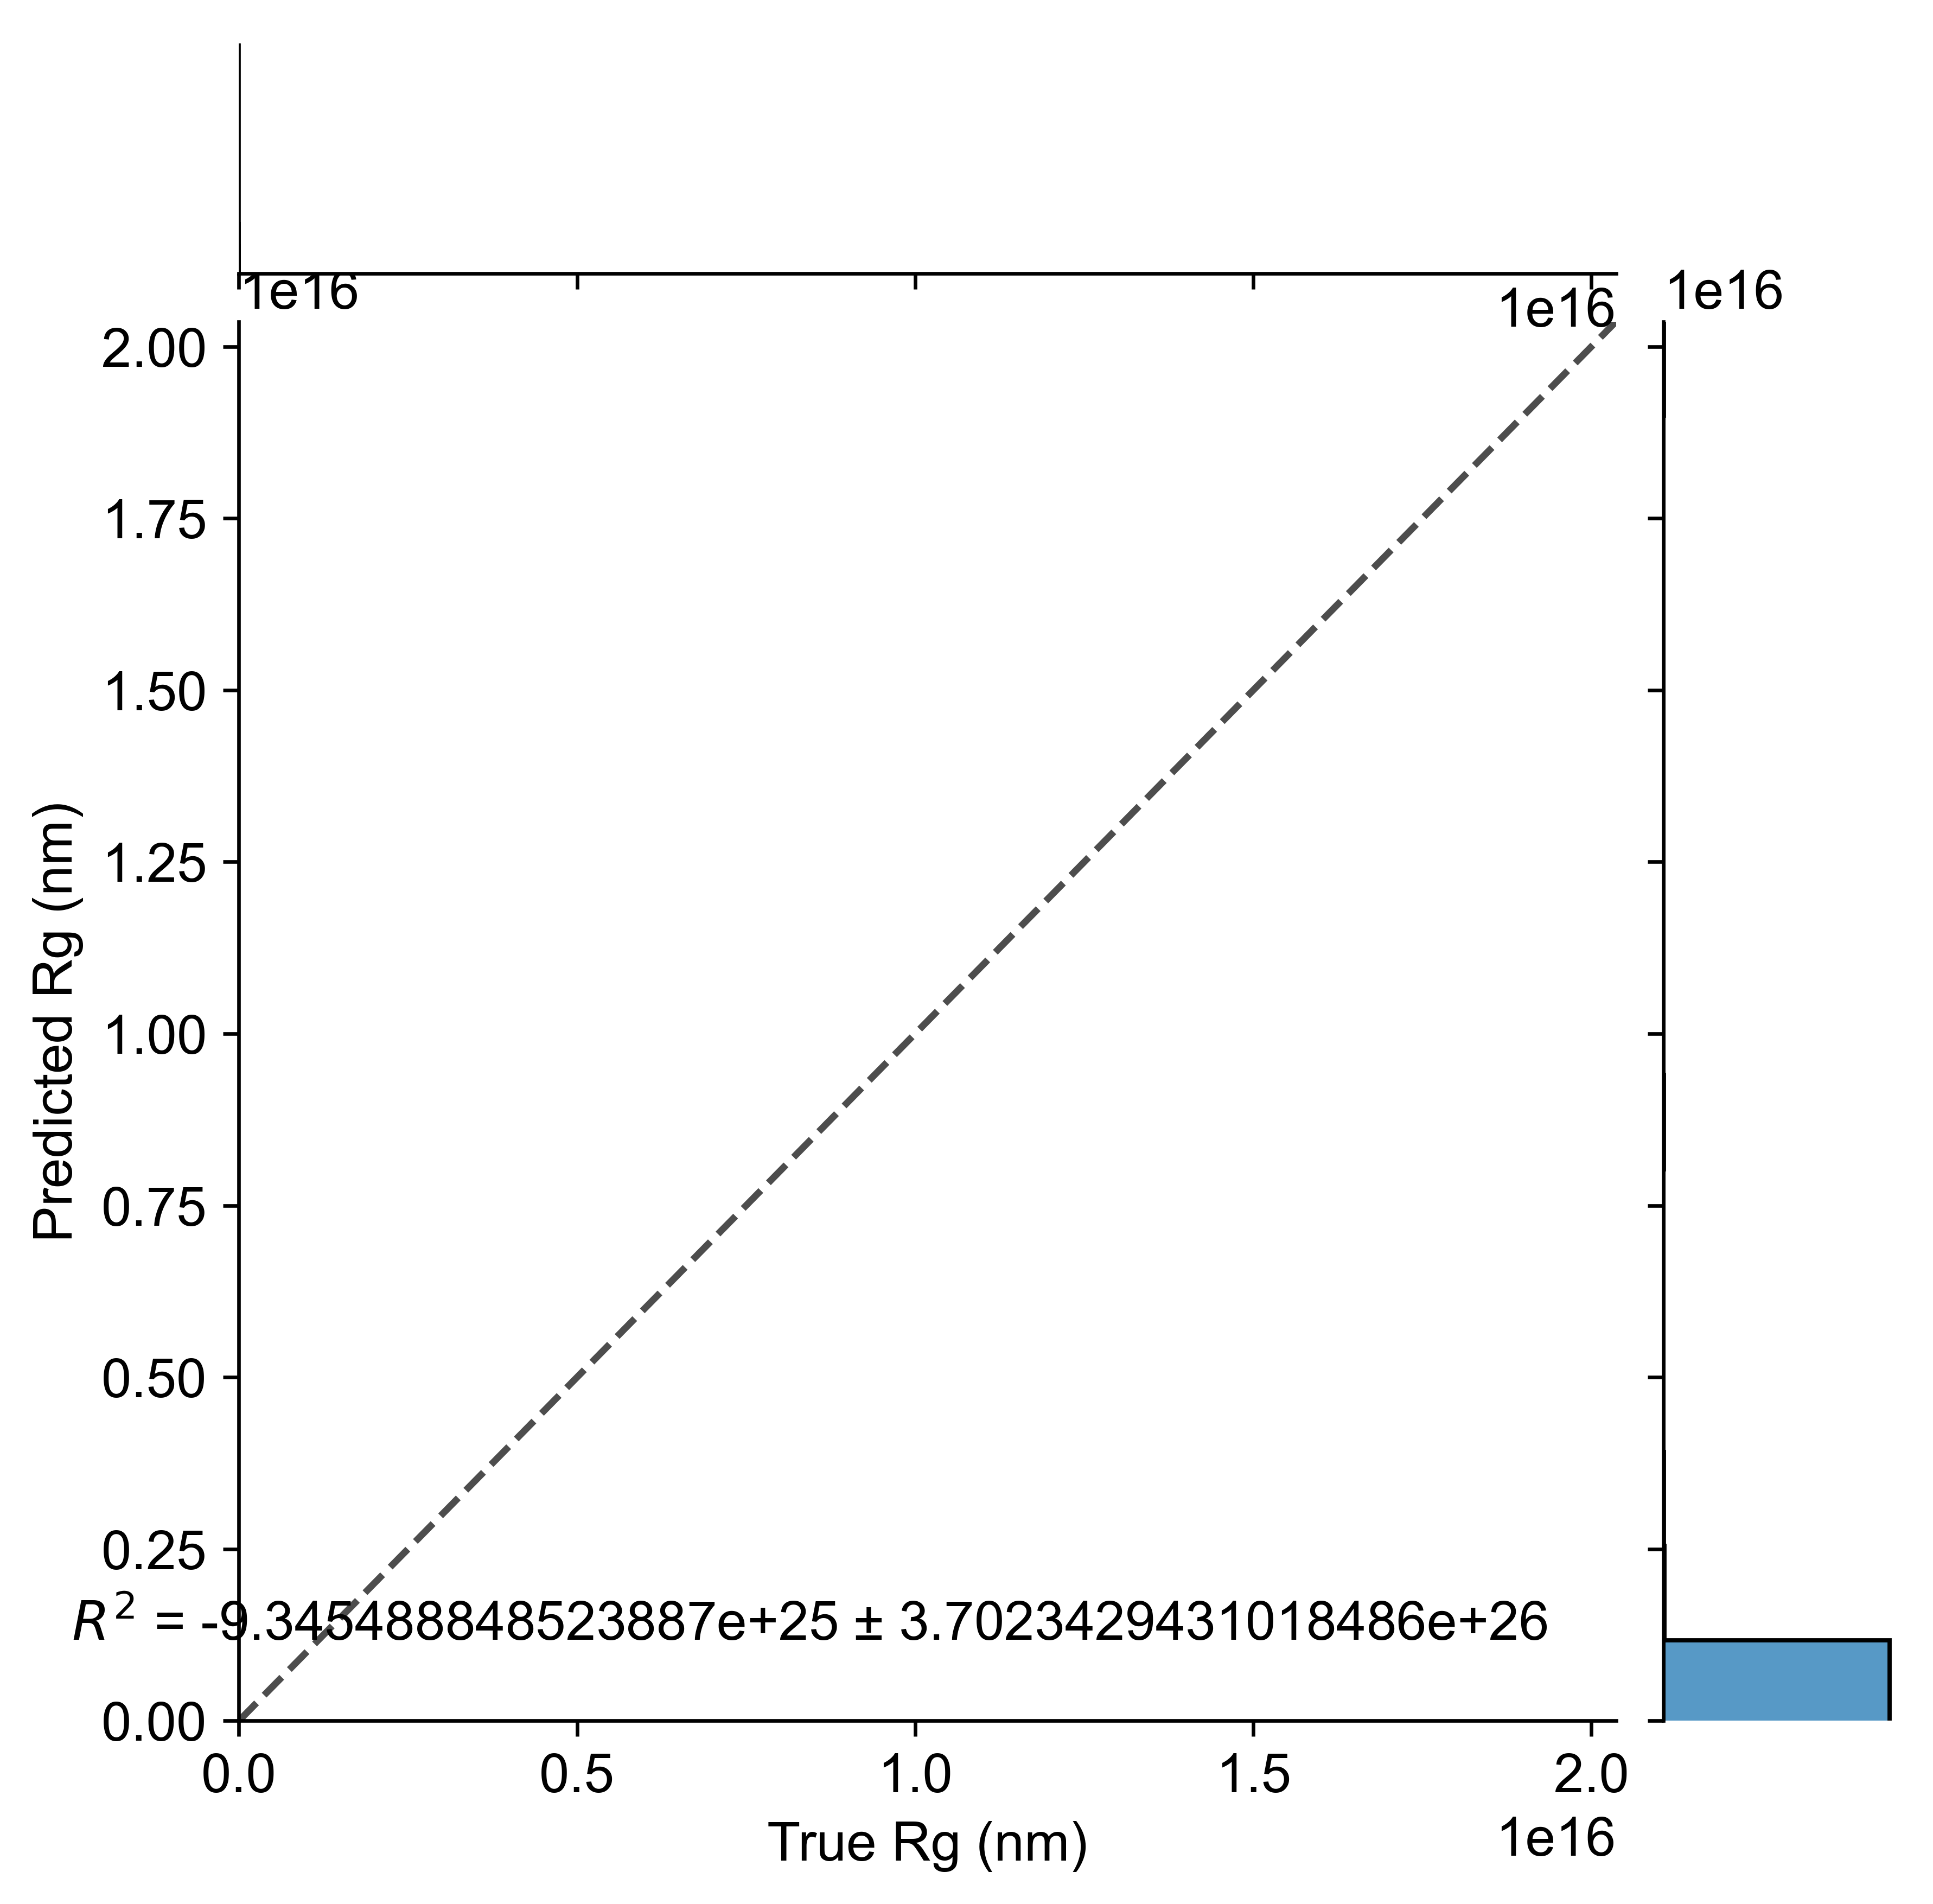 1e16
1e16
1e16
2.00
1.75
1.50
1.25
1.00
0.75
0.50
0.25
0.00
Predicted Rg (nm)
R² = -9.345488848523887e+25 ± 3.7023429431018486e+26
0.0
0.5
1.0
1.5
2.0
True Rg (nm)
1e16